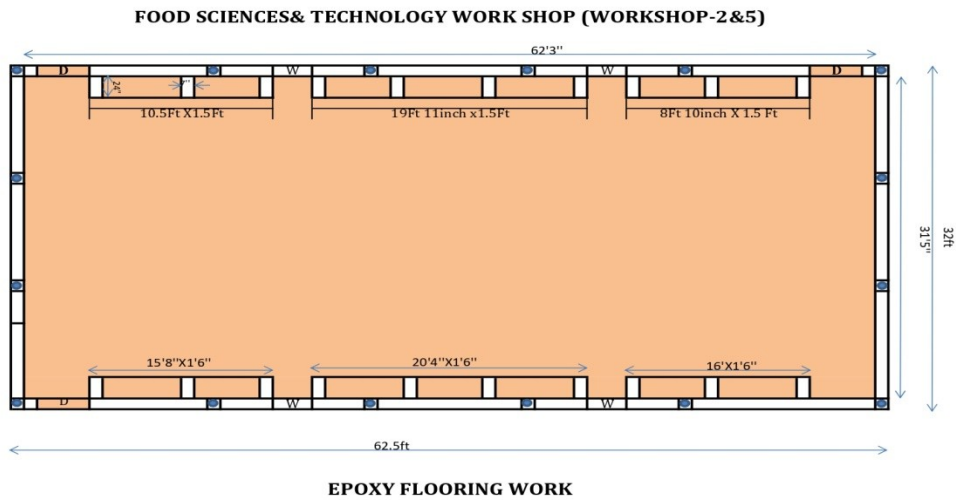 FOOD SCIENCES& TECHNOLOGY WORK SHOP (WORKSHOP-2&5)
62'3''
D W W D
24''
10.5Ft X1.5Ft 19Ft 11inch x1.5Ft 8Ft 10inch X 1.5 Ft
31'5''
32ft
15'8''X1'6'' 20'4''X1'6'' 16'X1'6''
D W W
62.5ft
EPOXY FLOORING WORK